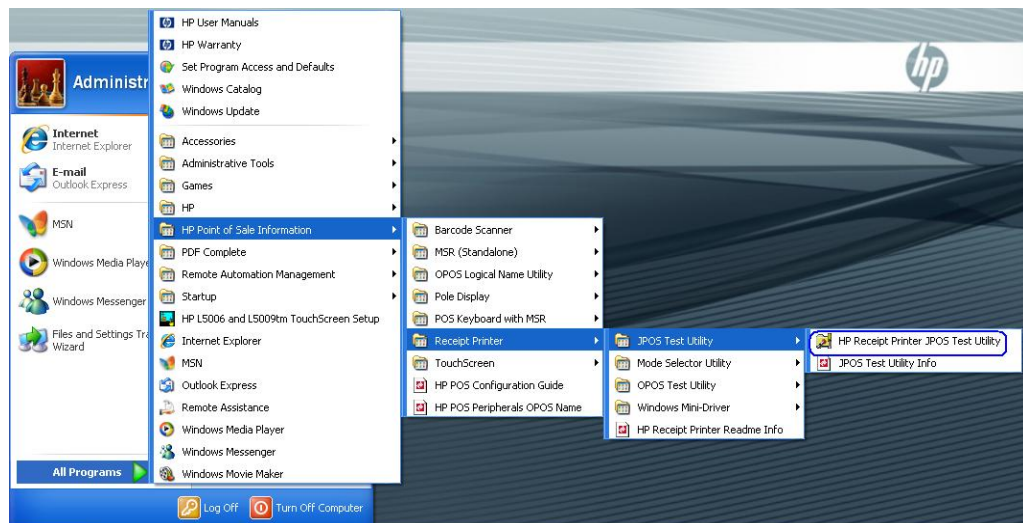 Administr
Internet
Internet Explorer
E-mail
Outlook Express
MSN
Windows Media Playe
Windows Messenger
Files and Settings Tra
Wizard
All Programs
Log Off
Turn Off Computer
HP User Manuals
HP Warranty
Set Program Access and Defaults
Windows Catalog
Windows Update
Accessories
Administrative Tools
Games
HP
HP Point of Sale Information
PDF Complete
Remote Automation Management
Startup
HP L5006 and L5009tm TouchScreen Setup
Internet Explorer
MSN
Outlook Express
Remote Assistance
Windows Media Player
Windows Messenger
Windows Movie Maker
Barcode Scanner
MSR (Standalone)
OPOS Logical Name Utility
Pole Display
POS Keyboard with MSR
Receipt Printer
TouchScreen
HP POS Configuration Guide
HP POS Peripherals OPOS Name
JPOS Test Utility
Mode Selector Utility
OPOS Test Utility
Windows Mini-Driver
HP Receipt Printer Readme Info
HP Receipt Printer JPOS Test Utility
JPOS Test Utility Info
hp